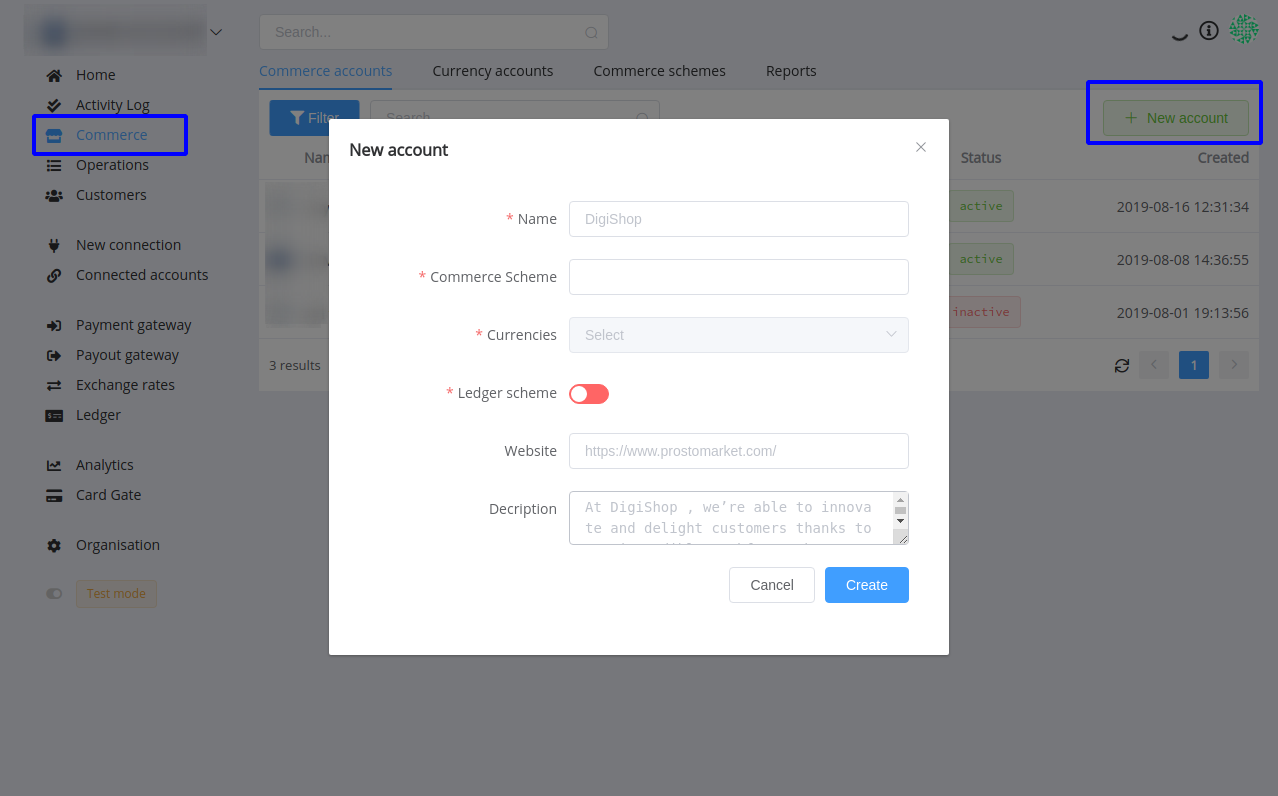 Search...
Home
Activity Log
Commerce
Operations
Customers
New connection
Connected accounts
Payment gateway
Payout gateway
Exchange rates
Ledger
Analytics
Card Gate
Organisation
Test mode
Commerce accounts Currency accounts Commerce schemes Reports
Filter Search... New account
Status Created
active 2019-08-16 12:31:34
active 2019-08-08 14:36:55
inactive 2019-08-01 19:13:56
3 results 1
New account
* Name DigiShop
* Commerce Scheme
* Currencies Select
* Ledger scheme
Website https://www.prostomarket.com/
Decription At DigiShop , we’re able to innova
te and delight customers thanks to
Cancel Create